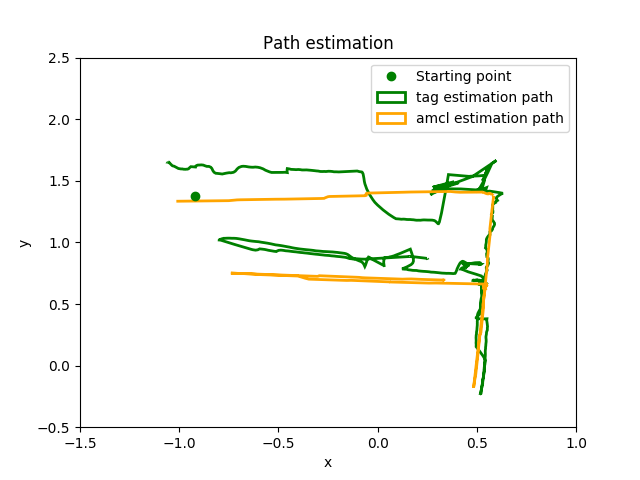 Path estimation
Starting point
tag estimation path
amcl estimation path
2.5
2.0
1.5
1.0
0.5
0.0
−0.5
y
−1.5
−1.0
−0.5
0.0
0.5
1.0
x